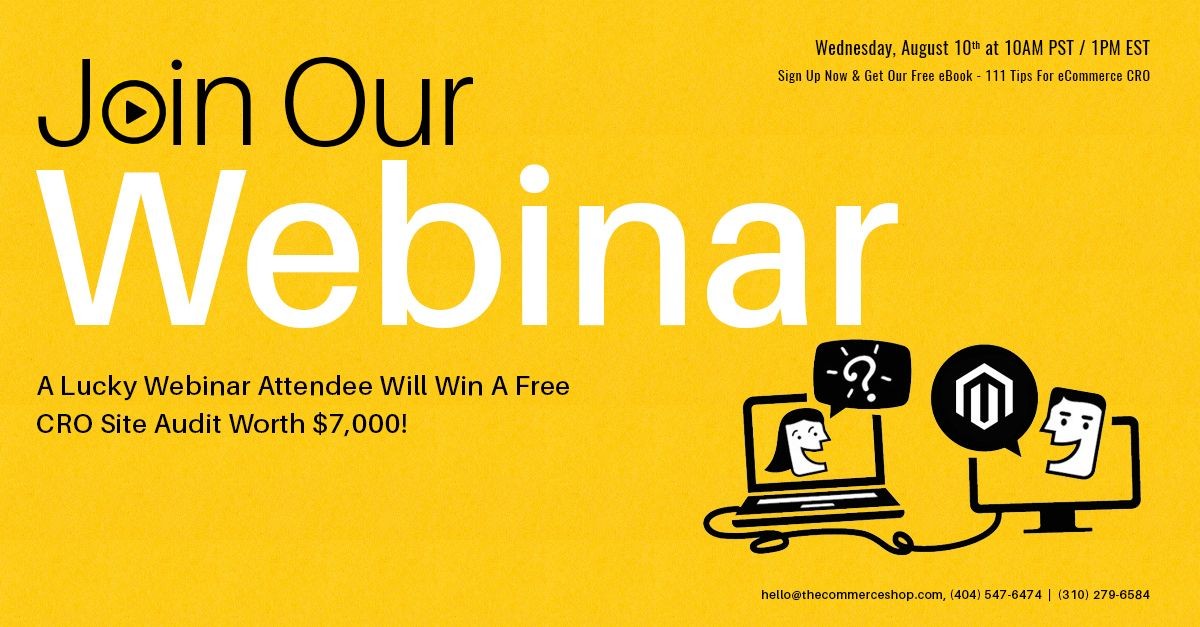 Join Our
Webinar
Wednesday, August 10th at 10AM PST / 1PM EST
Sign Up Now & Get Our Free eBook - 111 Tips For eCommerce CRO
A Lucky Webinar Attendee Will Win A Free
CRO Site Audit Worth $7,000!
?
hello@thecommerceshop.com, (404) 547-6474 | (310) 279-6584